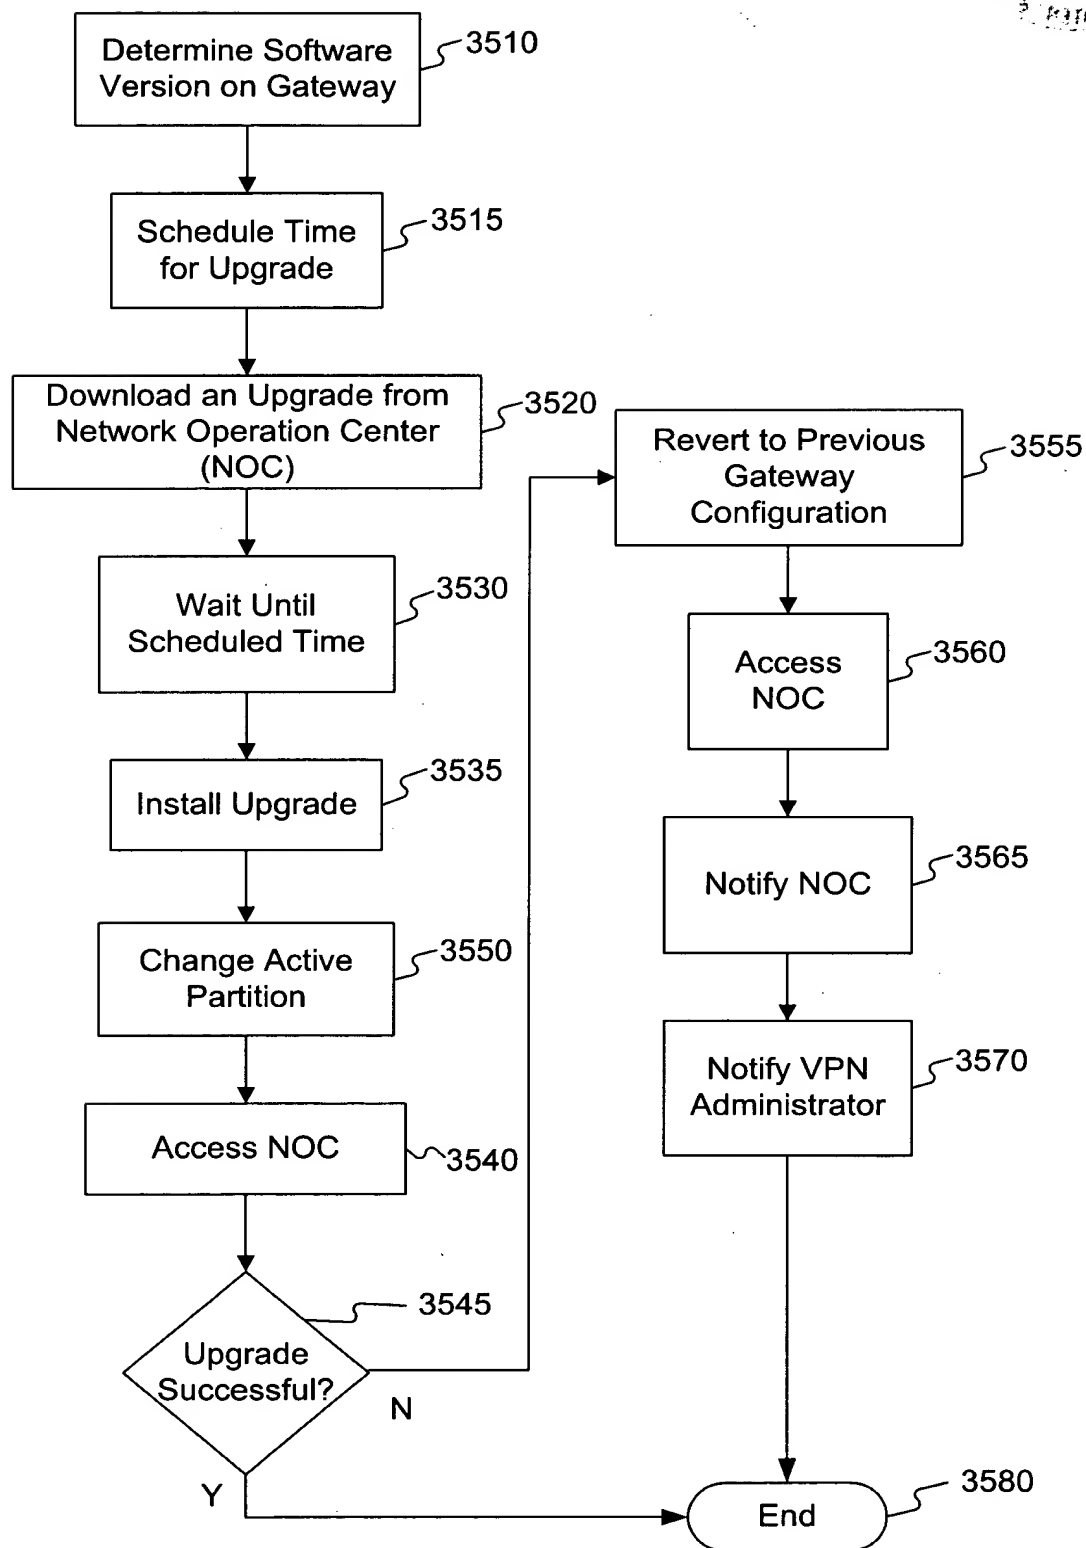 Determine Software
Version on Gateway
3510
Schedule Time
for Upgrade
3515
Download an Upgrade from
Network Operation Center
(NOC)
3520
Wait Until
Scheduled Time
3530
Install Upgrade
3535
Change Active
Partition
3550
Access NOC
3540
Upgrade
Successful?
3545
N
Y
Revert to Previous
Gateway
Configuration
3555
Access
NOC
3560
Notify NOC
3565
Notify VPN
Administrator
3570
End
3580